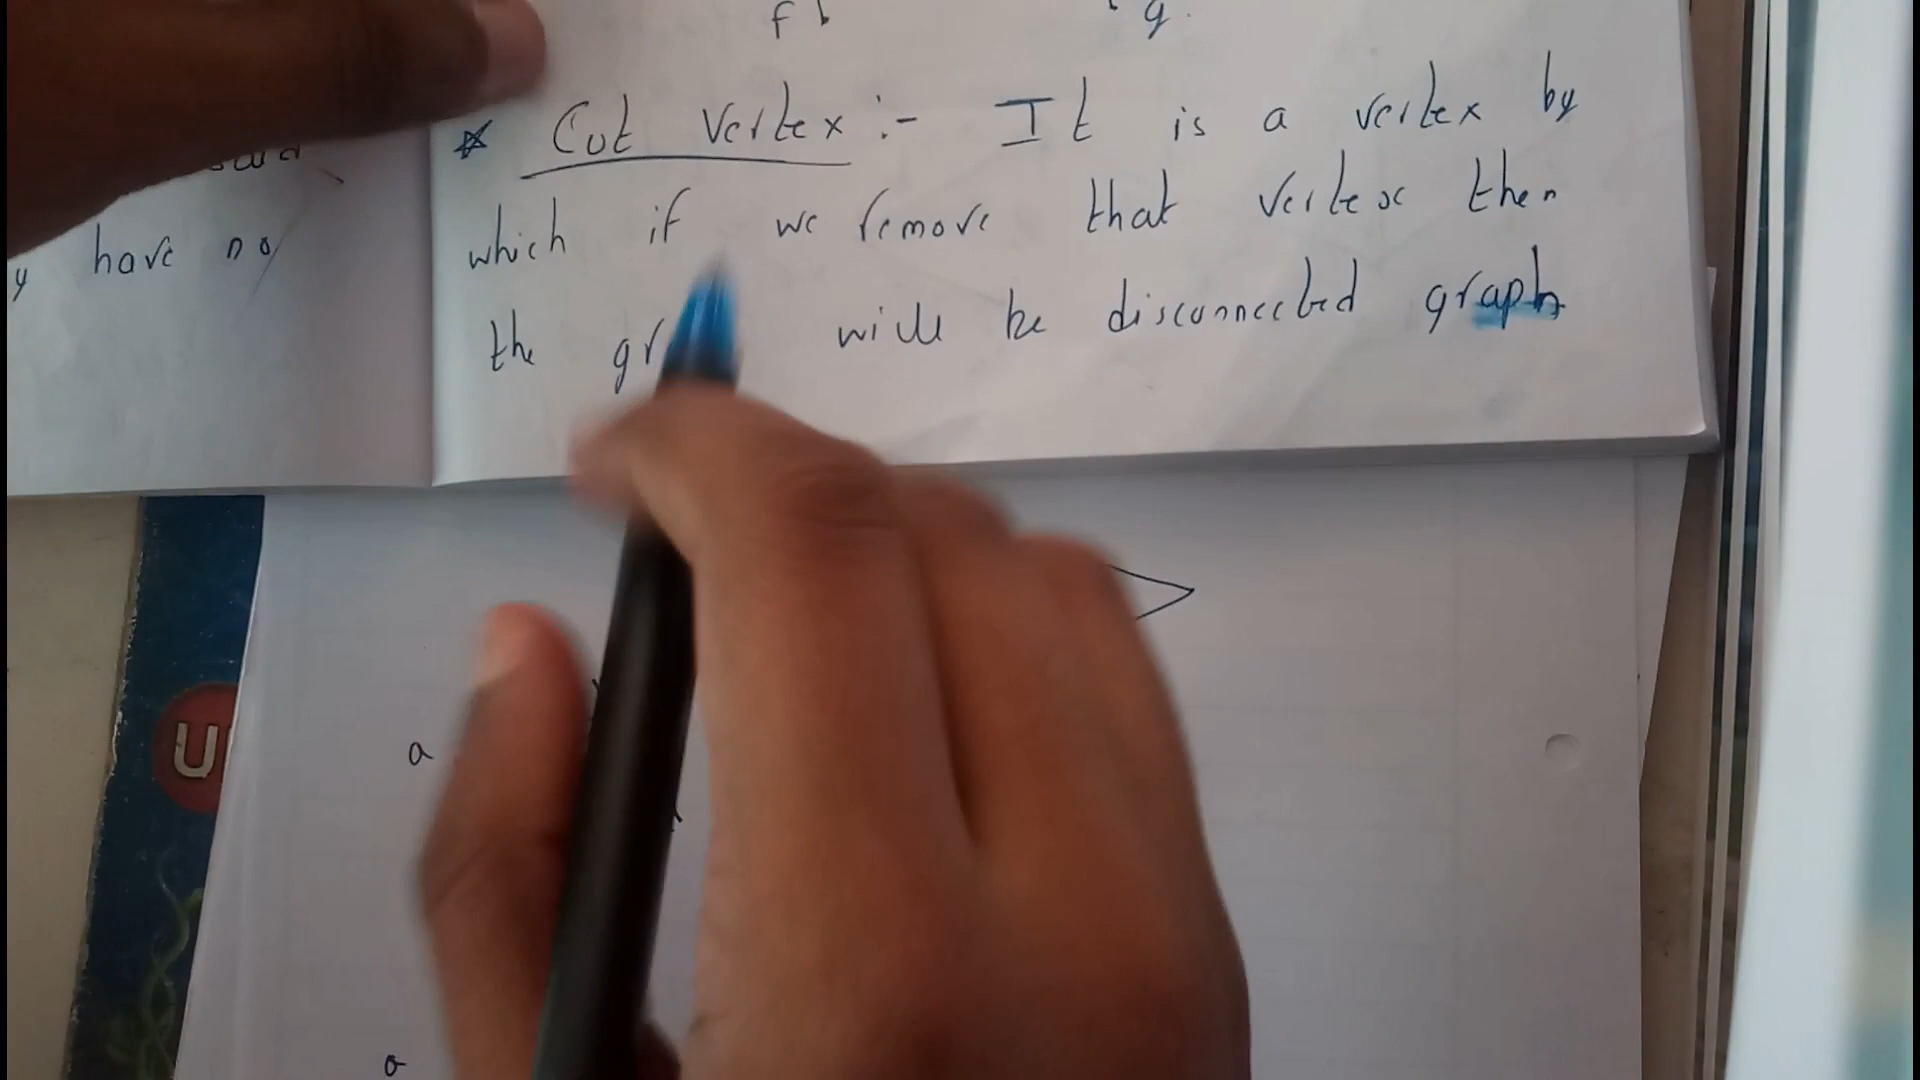 f g.
* Cut Vertex :- It is a vertex by
which if we remove that vertex then
the gr will be disconnected graph
have no
y
U
a
a